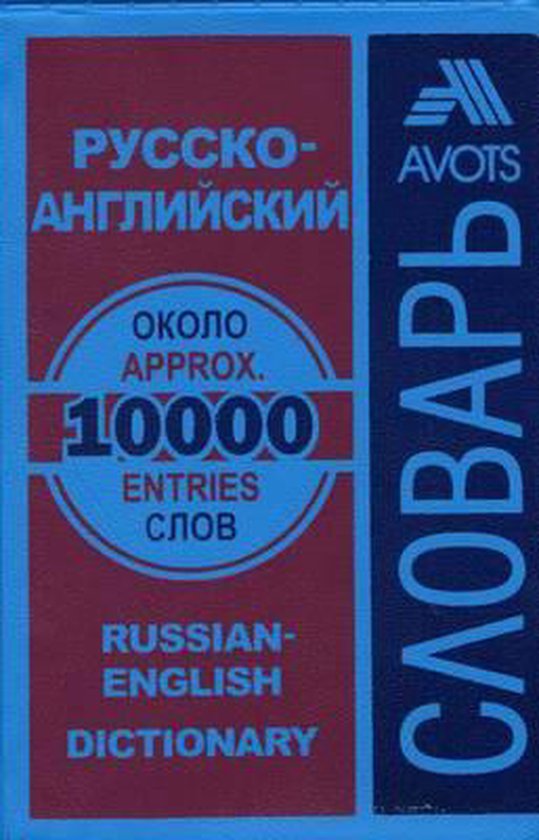 РУССКО-
АНГЛИЙСКИЙ
ОКОЛО
APPROX.
10000
ENTRIES
СЛОВ
RUSSIAN-
ENGLISH
DICTIONARY
AVOTS
СЛОВАРЬ